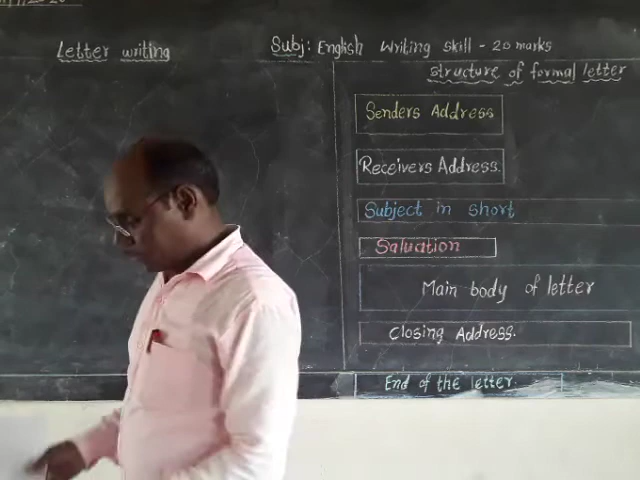 Letter writing
Subj: English Writing skill - 20 marks
structure of formal letter
Senders Address
Receivers Address.
Subject in short
Saluation
Main body of letter
Closing Address.
End of the letter.